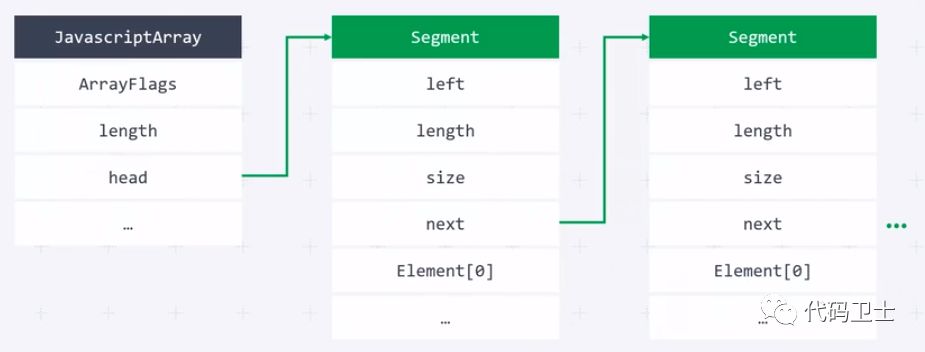 JavascriptArray
ArrayFlags
length
head
…
Segment
left
length
size
next
Element[0]
…
Segment
left
length
size
next
Element[0]
…
代码卫士